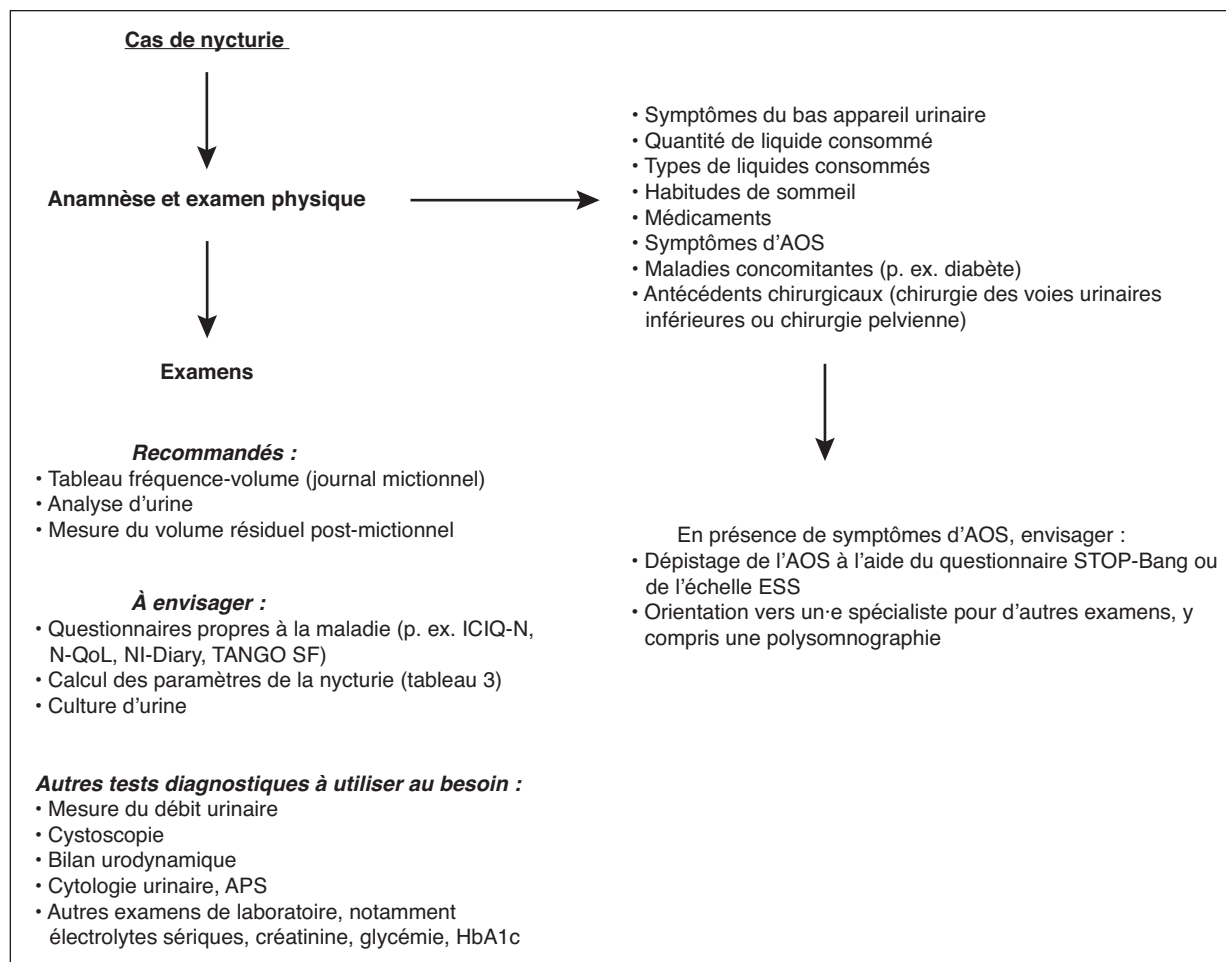 Cas de nycturie
Anamnèse et examen physique
• Symptômes du bas appareil urinaire
• Quantité de liquide consommé
• Types de liquides consommés
• Habitudes de sommeil
• Médicaments
• Symptômes d'AOS
• Maladies concomitantes (p. ex. diabète)
• Antécédents chirurgicaux (chirurgie des voies urinaires
inférieures ou chirurgie pelvienne)
En présence de symptômes d'AOS, envisager :
• Dépistage de l'AOS à l'aide du questionnaire STOP-Bang ou
de l'échelle ESS
• Orientation vers un·e spécialiste pour d'autres examens, y
compris une polysomnographie
Examens
Recommandés :
• Tableau fréquence-volume (journal mictionnel)
• Analyse d'urine
• Mesure du volume résiduel post-mictionnel
À envisager :
• Questionnaires propres à la maladie (p. ex. ICIQ-N,
N-QoL, NI-Diary, TANGO SF)
• Calcul des paramètres de la nycturie (tableau 3)
• Culture d'urine
Autres tests diagnostiques à utiliser au besoin :
• Mesure du débit urinaire
• Cystoscopie
• Bilan urodynamique
• Cytologie urinaire, APS
• Autres examens de laboratoire, notamment
électrolytes sériques, créatinine, glycémie, HbA1c